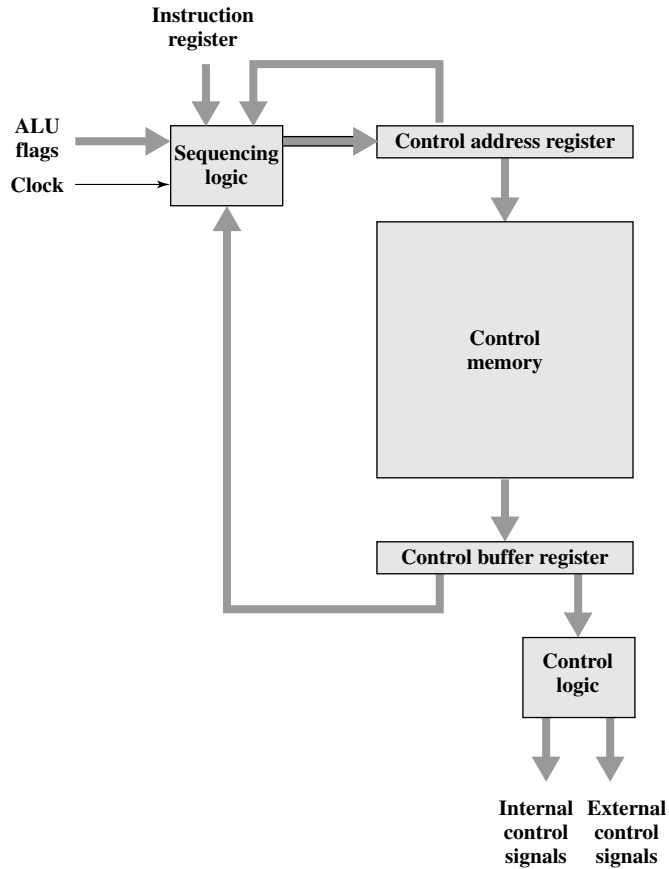 Instruction
register
ALU
flags
Clock
Sequencing
logic
Control address register
Control
memory
Control buffer register
Control
logic
Internal
control
signals
External
control
signals